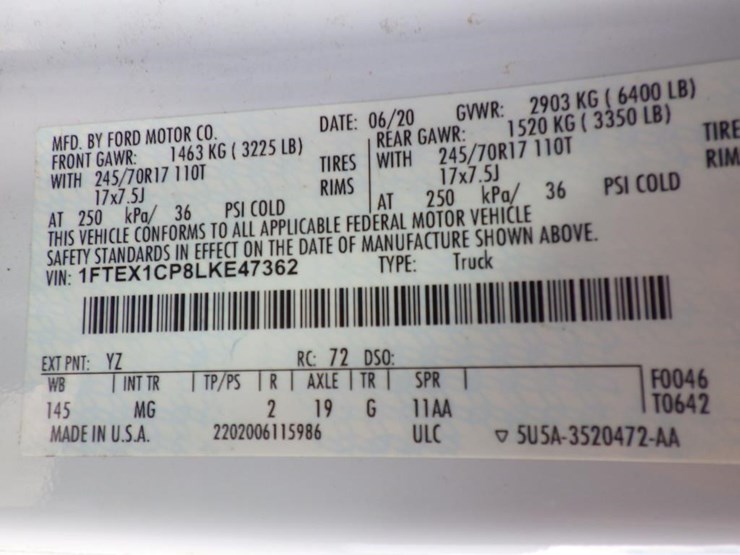 MFD. BY FORD MOTOR CO. DATE: 06/20 GVWR: 2903 KG ( 6400 LB)
FRONT GAWR: 1463 KG ( 3225 LB) REAR GAWR: 1520 KG ( 3350 LB)
WITH 245/70R17 110T TIRES WITH 245/70R17 110T TIRE
17x7.5J RIMS 17x7.5J RIM
AT 250 kPa/ 36 PSI COLD AT 250 kPa/ 36 PSI COLD
THIS VEHICLE CONFORMS TO ALL APPLICABLE FEDERAL MOTOR VEHICLE
SAFETY STANDARDS IN EFFECT ON THE DATE OF MANUFACTURE SHOWN ABOVE.
VIN: 1FTEX1CP8LKE47362 TYPE: Truck
EXT PNT: YZ RC: 72 DSO:
WB INT TR TP/PS R AXLE TR SPR F0046
145 MG 2 19 G 11AA T0642
MADE IN U.S.A. 2202006115986 ULC ▽ 5U5A-3520472-AA